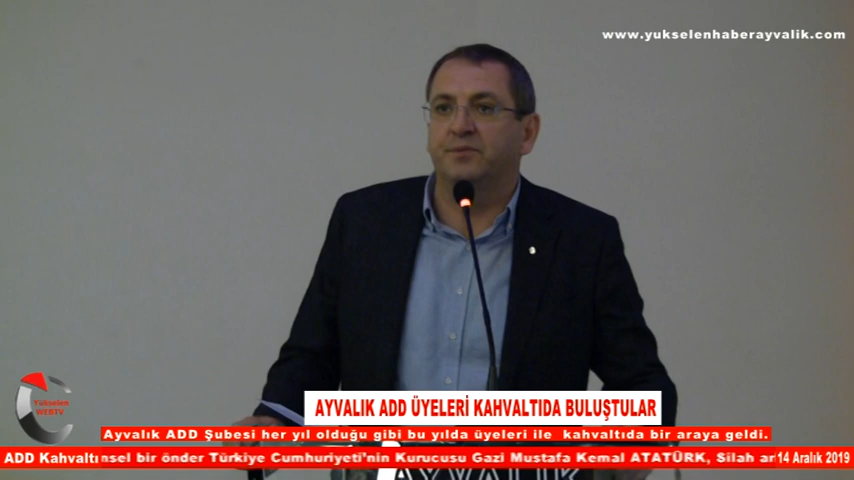 www.yukselenhaberayvalik.com
Yükselen
WEBTV
AYVALIK ADD ÜYELERİ KAHVALTIDA BULUŞTULAR
Ayvalık ADD Şubesi her yıl olduğu gibi bu yılda üyeleri ile kahvaltıda bir araya geldi.
ADD Kahvaltı msel bir önder Türkiye Cumhuriyeti'nin Kurucusu Gazi Mustafa Kemal ATATÜRK, Silah ar 14 Aralık 2019
AYVALIK